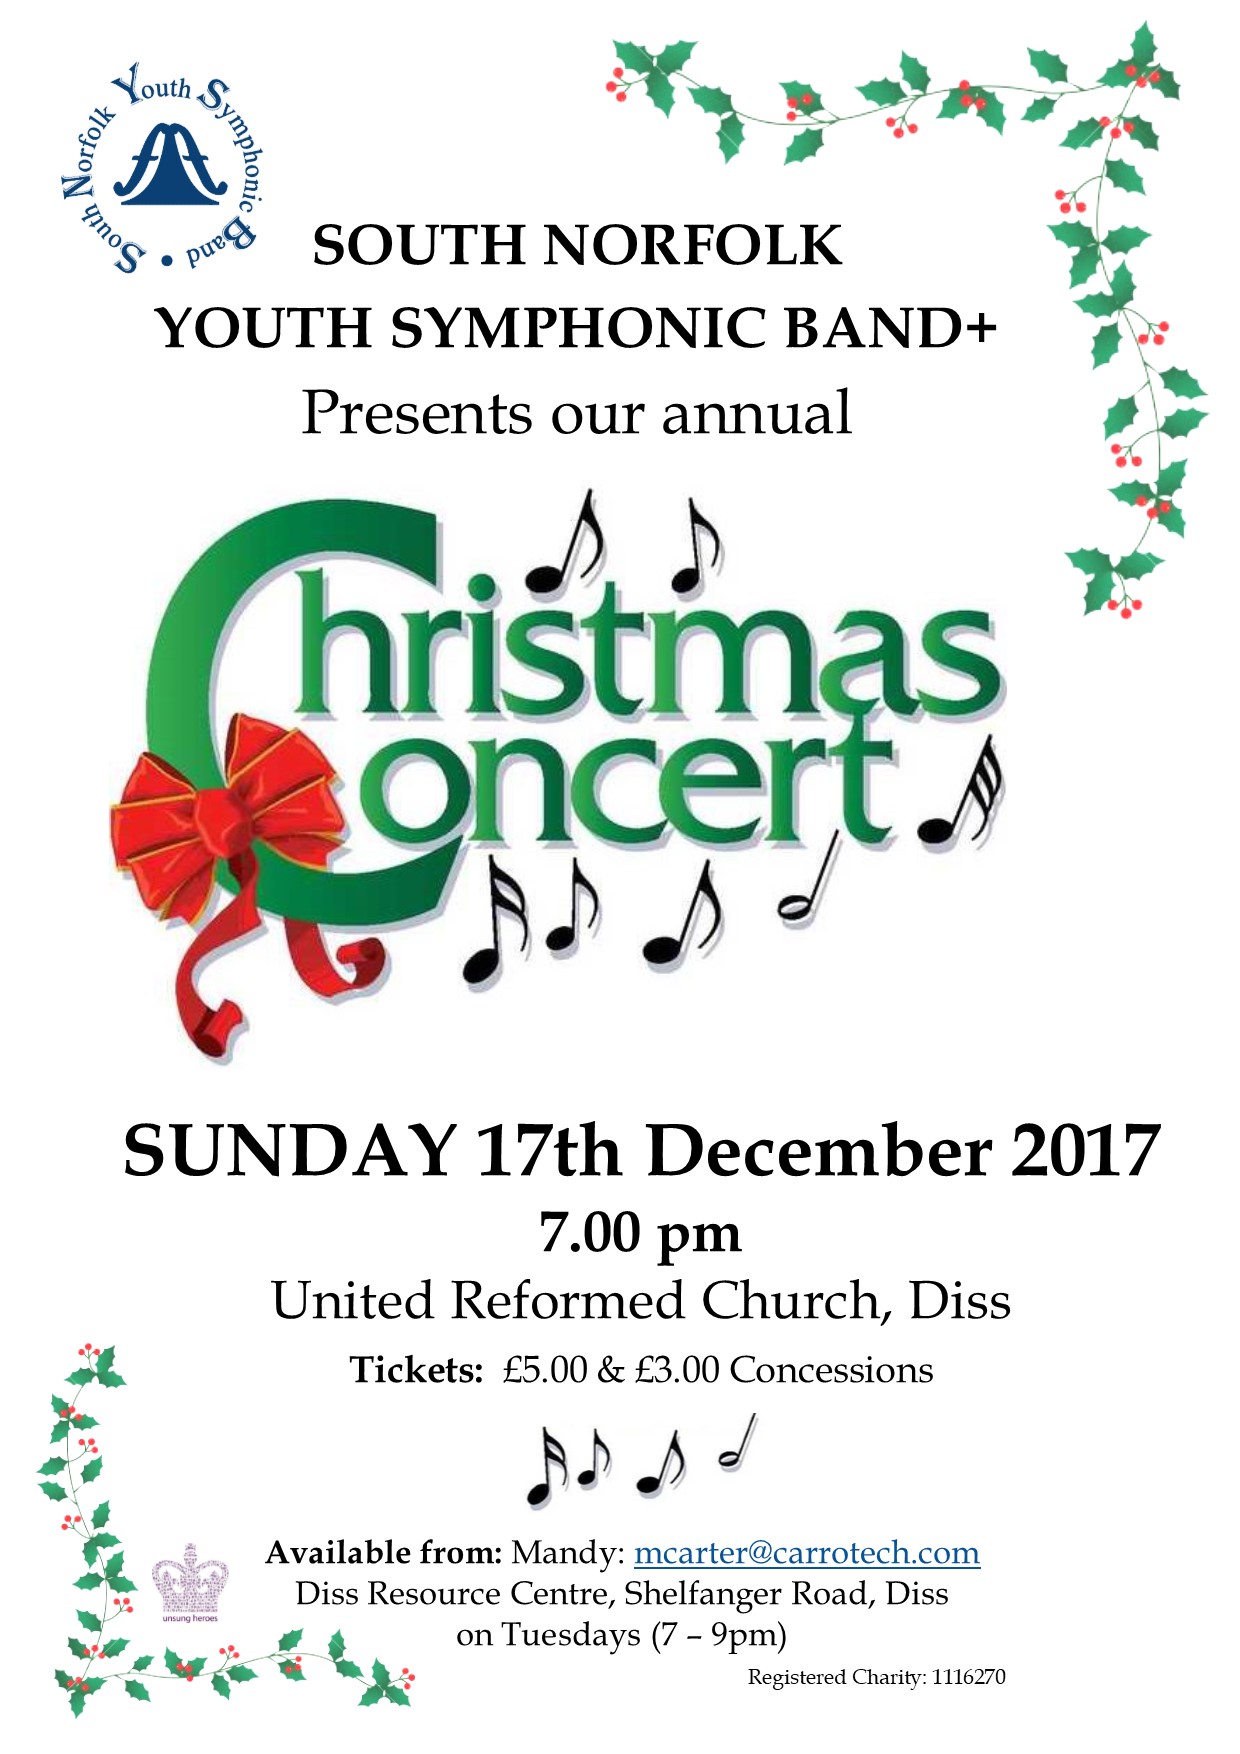 South Norfolk Youth Symphonic Band •
SOUTH NORFOLK
YOUTH SYMPHONIC BAND+
Presents our annual
Christmas
Concert
SUNDAY 17th December 2017
7.00 pm
United Reformed Church, Diss
Tickets: £5.00 & £3.00 Concessions
Available from: Mandy: mcarter@carrotech.com
Diss Resource Centre, Shelfanger Road, Diss
on Tuesdays (7 – 9pm)
unsung heroes
Registered Charity: 1116270